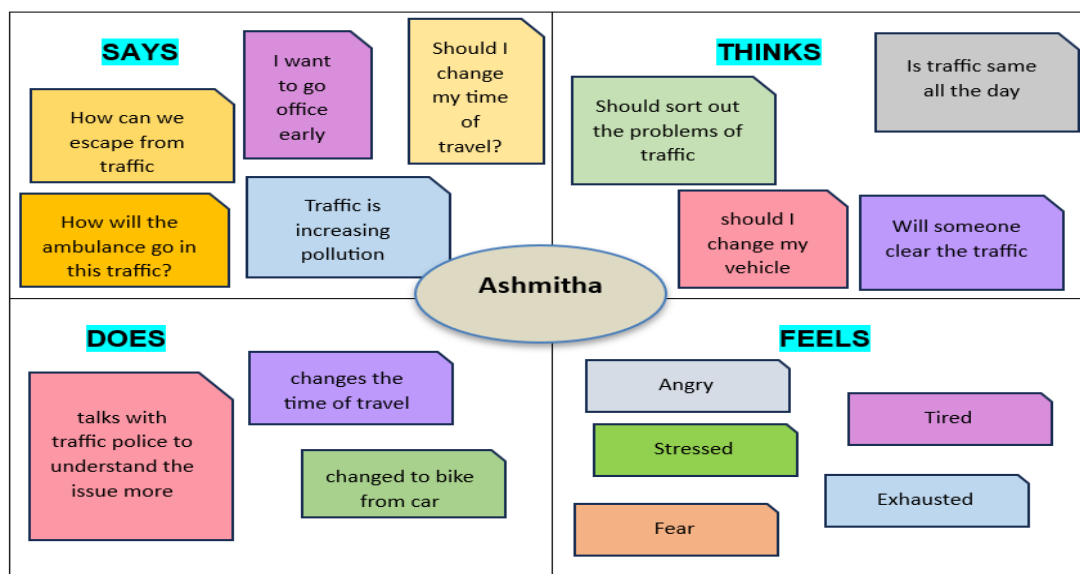 SAYS
How can we
escape from
traffic
I want
to go
office
early
Should I
change
my time
of
travel?
How will the
ambulance go in
this traffic?
Traffic is
increasing
pollution
THINKS
Should sort out
the problems of
traffic
Is traffic same
all the day
should I
change my
vehicle
Will someone
clear the traffic
Ashmitha
DOES
talks with
traffic police to
understand the
issue more
changes the
time of travel
changed to bike
from car
FEELS
Angry
Tired
Stressed
Exhausted
Fear